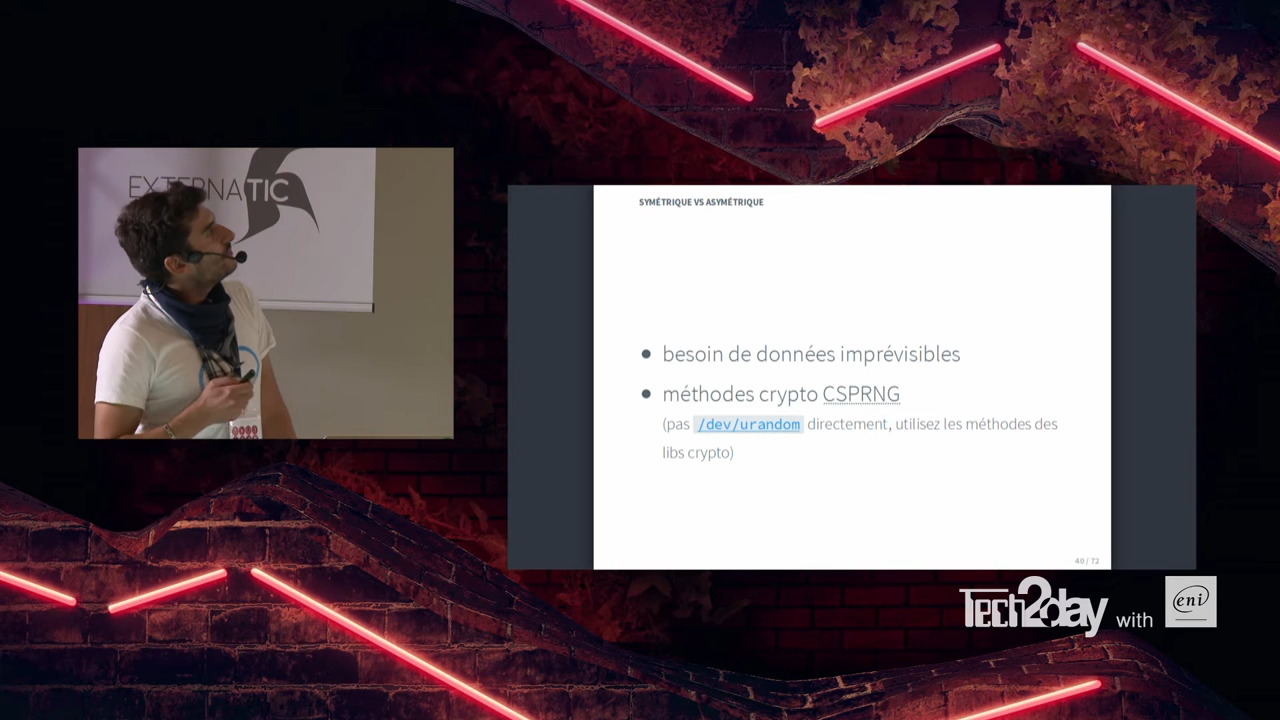 EXTERNATIC
SYMÉTRIQUE VS ASYMÉTRIQUE
besoin de données imprévisibles
méthodes crypto CSPRNG
(pas /dev/urandom directement, utilisez les méthodes des
libs crypto)
40 / 72
Tech2day with eni